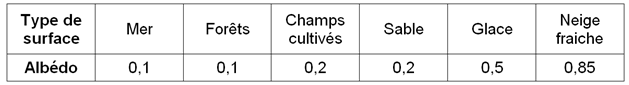 Type de surface Mer Forêts Champs cultivés Sable Glace Neige fraiche
Albédo 0,1 0,1 0,2 0,2 0,5 0,85